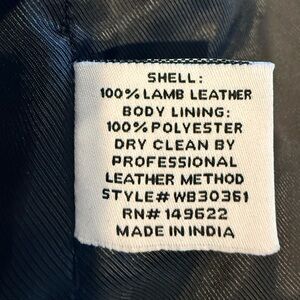 SHELL:
100% LAMB LEATHER
BODY LINING:
100% POLYESTER
DRY CLEAN BY
PROFESSIONAL
LEATHER METHOD
STYLE# WB30361
RN# 149622
MADE IN INDIA